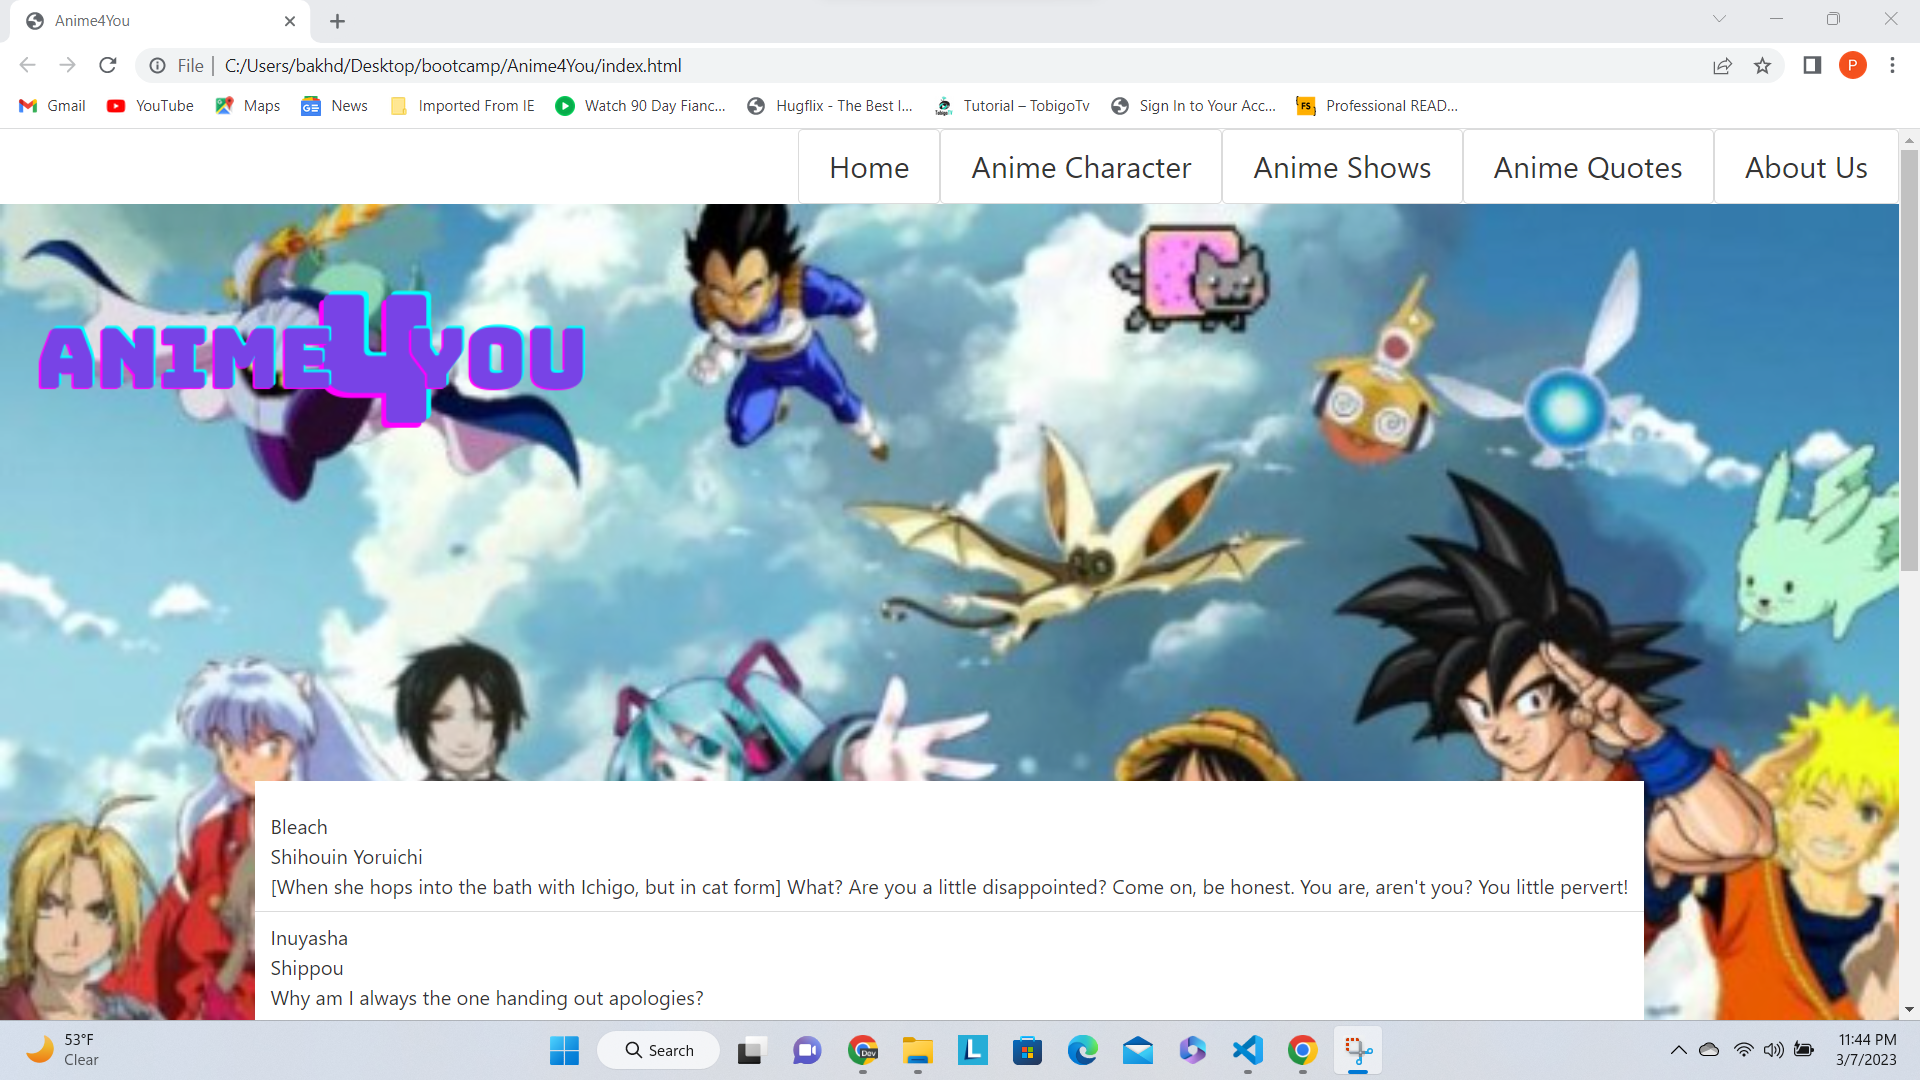 Anime4You
File
C:/Users/bakhd/Desktop/bootcamp/Anime4You/index.html
P
Gmail
YouTube
Maps
News
Imported From IE
Watch 90 Day Fianc...
Hugflix - The Best I...
Tutorial – TobigoTv
Sign In to Your Acc...
FS
Professional READ...
Home
Anime Character
Anime Shows
Anime Quotes
About Us
ANIME4YOU
Bleach
Shihouin Yoruichi
[When she hops into the bath with Ichigo, but in cat form] What? Are you a little disappointed? Come on, be honest. You are, aren't you? You little pervert!
Inuyasha
Shippou
Why am I always the one handing out apologies?
53°F
Clear
Search
Dev
L
11:44 PM
3/7/2023